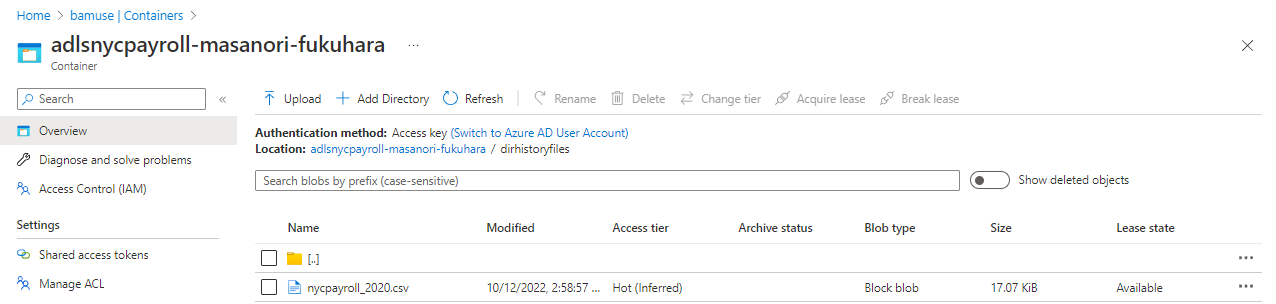 Home > bamuse | Containers >
adlsnycpayroll-masanori-fukuhara ...
Container
Search «
Upload Add Directory Refresh Rename Delete Change tier Acquire lease Break lease
Overview
Diagnose and solve problems
Access Control (IAM)
Settings
Shared access tokens
Manage ACL
Authentication method: Access key (Switch to Azure AD User Account)
Location: adlsnycpayroll-masanori-fukuhara / dirhistoryfiles
Search blobs by prefix (case-sensitive) Show deleted objects
Name Modified Access tier Archive status Blob type Size Lease state
[..] ...
nycpayroll_2020.csv 10/12/2022, 2:58:57 ... Hot (Inferred) Block blob 17.07 KiB Available ...